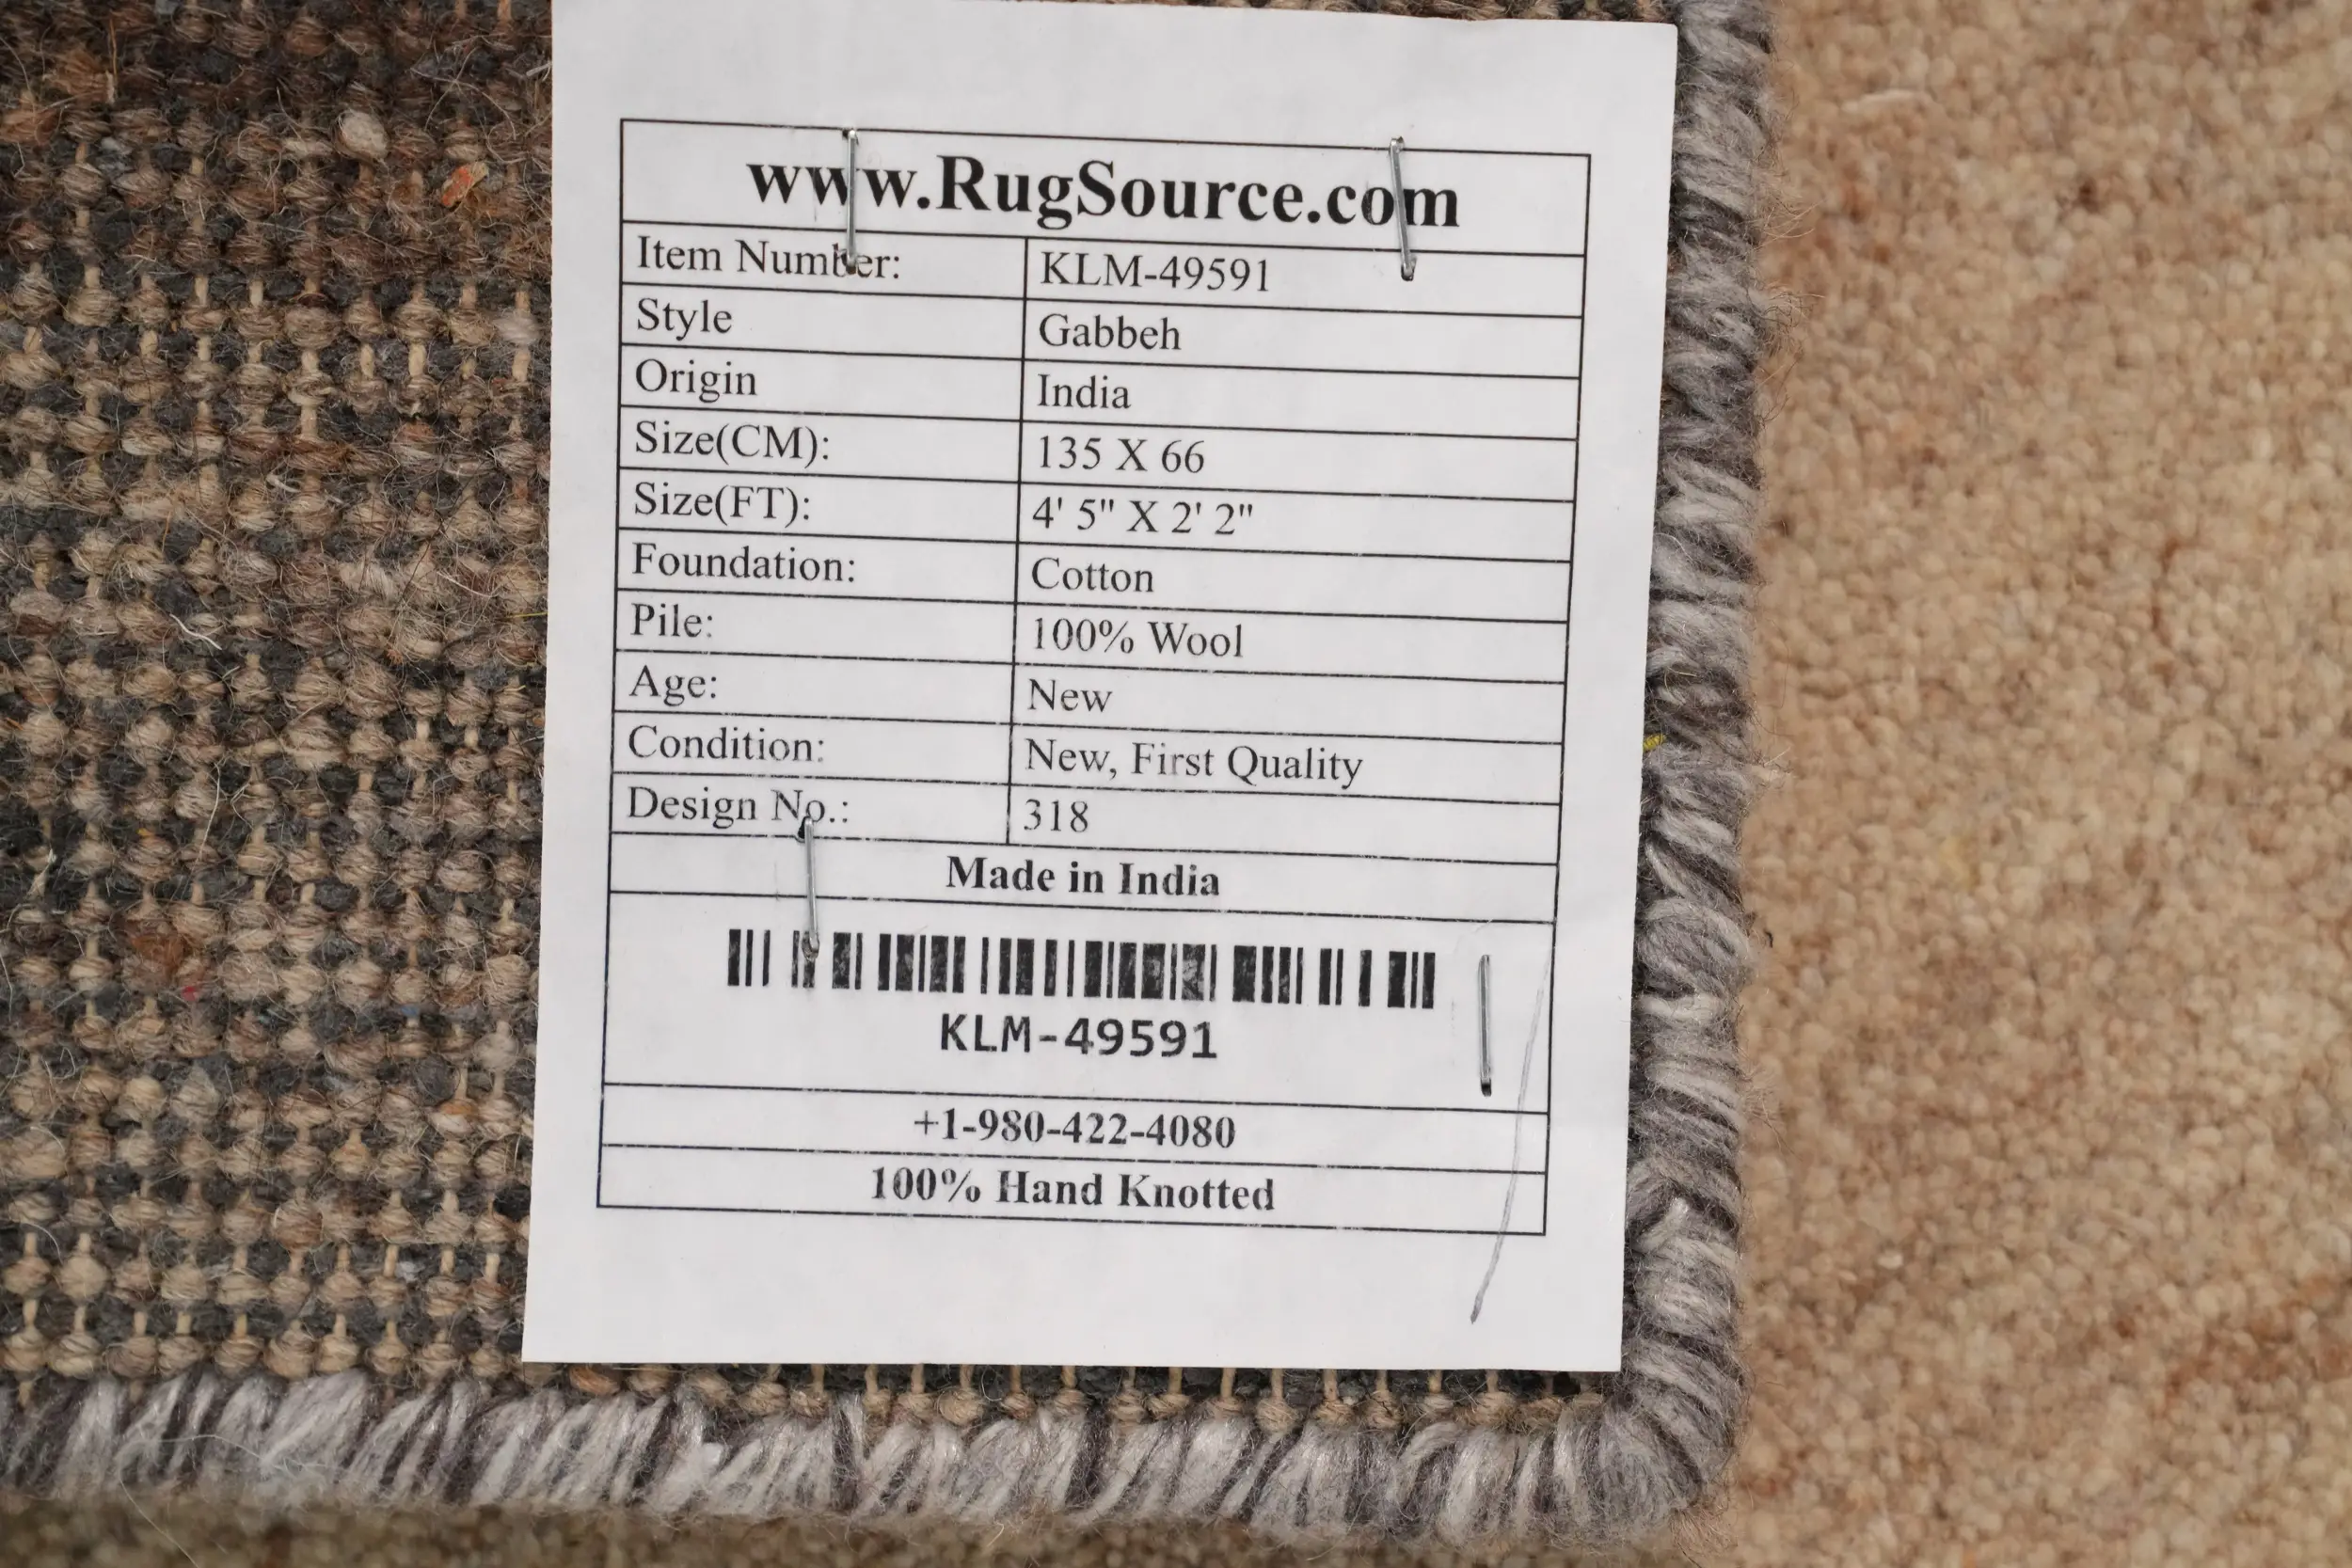 www.RugSource.com
Item Number: KLM-49591
Style Gabbeh
Origin India
Size(CM): 135 X 66
Size(FT): 4' 5" X 2' 2"
Foundation: Cotton
Pile: 100% Wool
Age: New
Condition: New, First Quality
Design No.: 318
Made in India
KLM-49591
+1-980-422-4080
100% Hand Knotted